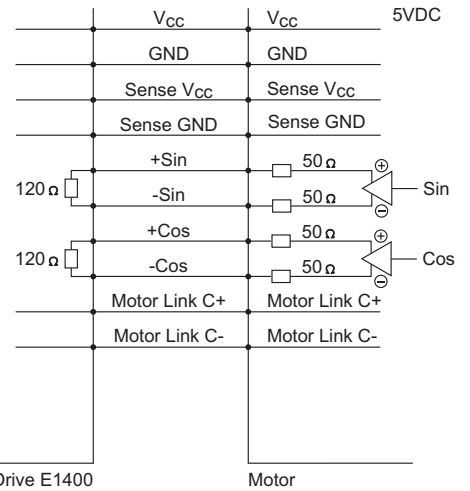 VCC VCC 5VDC
GND GND
Sense VCC Sense VCC
Sense GND Sense GND
+Sin 50 Ω ⊕
120 Ω Sin
-Sin 50 Ω ⊖
+Cos 50 Ω ⊕
120 Ω Cos
-Cos 50 Ω ⊖
Motor Link C+ Motor Link C+
Motor Link C- Motor Link C-
Drive E1400 Motor